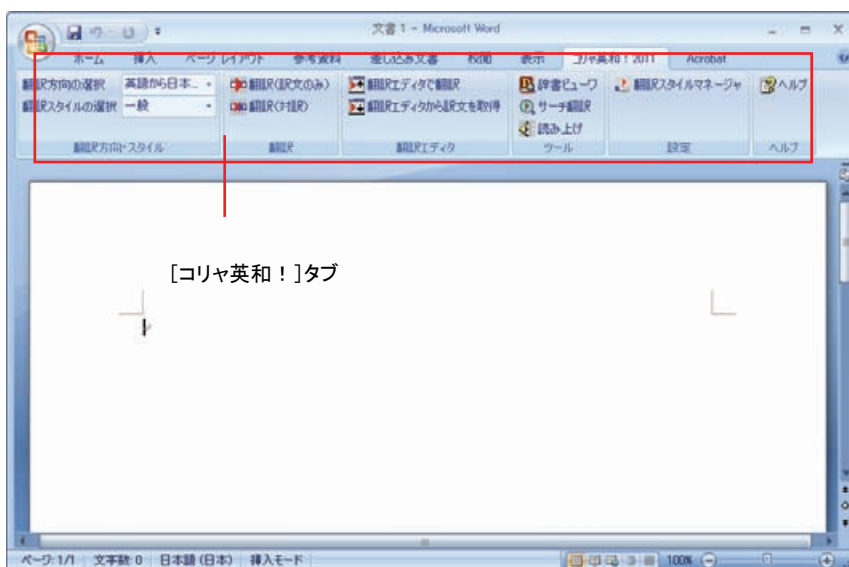 文書 1 - Microsoft Word
ホーム 挿入 ページ レイアウト 参考資料 差し込み文書 校閲 表示 コリャ英和！2011 Acrobat
翻訳方向の選択 英語から日本... 翻訳(訳文のみ) 翻訳エディタで翻訳 辞書ビューワ 翻訳スタイルマネージャ ヘルプ
翻訳スタイルの選択 一般 翻訳(対訳) 翻訳エディタから訳文を取得 サーチ翻訳
読み上げ
翻訳方向・スタイル 翻訳 翻訳エディタ ツール 設定 ヘルプ
［コリャ英和！］タブ
ページ: 1/1 文字数: 0 日本語 (日本) 挿入モード 100%